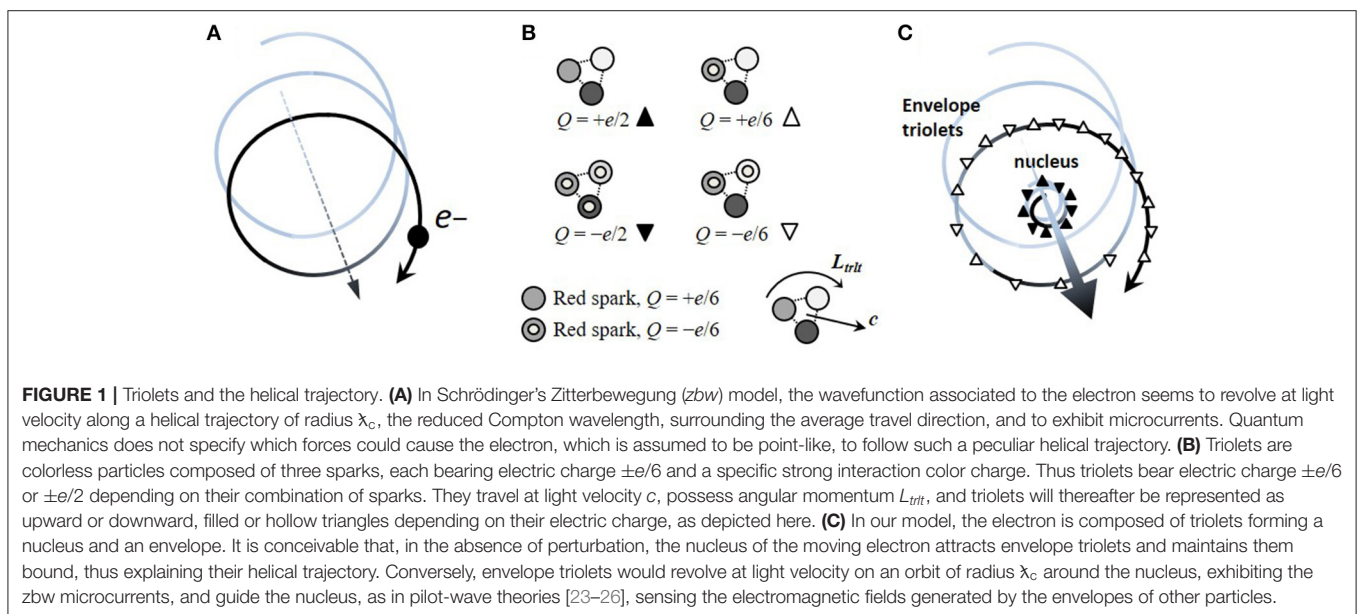 A
e–
B
Q = +e/2 ▲
Q = +e/6 △
Q = −e/2 ▼
Q = −e/6 ▽
Red spark, Q = +e/6
Red spark, Q = −e/6
L_trlt
c
C
Envelope
triolets
nucleus
FIGURE 1 | Triolets and the helical trajectory. (A) In Schrödinger's Zitterbewegung (zbw) model, the wavefunction associated to the electron seems to revolve at light
velocity along a helical trajectory of radius ƛc, the reduced Compton wavelength, surrounding the average travel direction, and to exhibit microcurrents. Quantum
mechanics does not specify which forces could cause the electron, which is assumed to be point-like, to follow such a peculiar helical trajectory. (B) Triolets are
colorless particles composed of three sparks, each bearing electric charge ±e/6 and a specific strong interaction color charge. Thus triolets bear electric charge ±e/6
or ±e/2 depending on their combination of sparks. They travel at light velocity c, possess angular momentum L_trlt, and triolets will thereafter be represented as
upward or downward, filled or hollow triangles depending on their electric charge, as depicted here. (C) In our model, the electron is composed of triolets forming a
nucleus and an envelope. It is conceivable that, in the absence of perturbation, the nucleus of the moving electron attracts envelope triolets and maintains them
bound, thus explaining their helical trajectory. Conversely, envelope triolets would revolve at light velocity on an orbit of radius ƛc around the nucleus, exhibiting the
zbw microcurrents, and guide the nucleus, as in pilot-wave theories [23–26], sensing the electromagnetic fields generated by the envelopes of other particles.